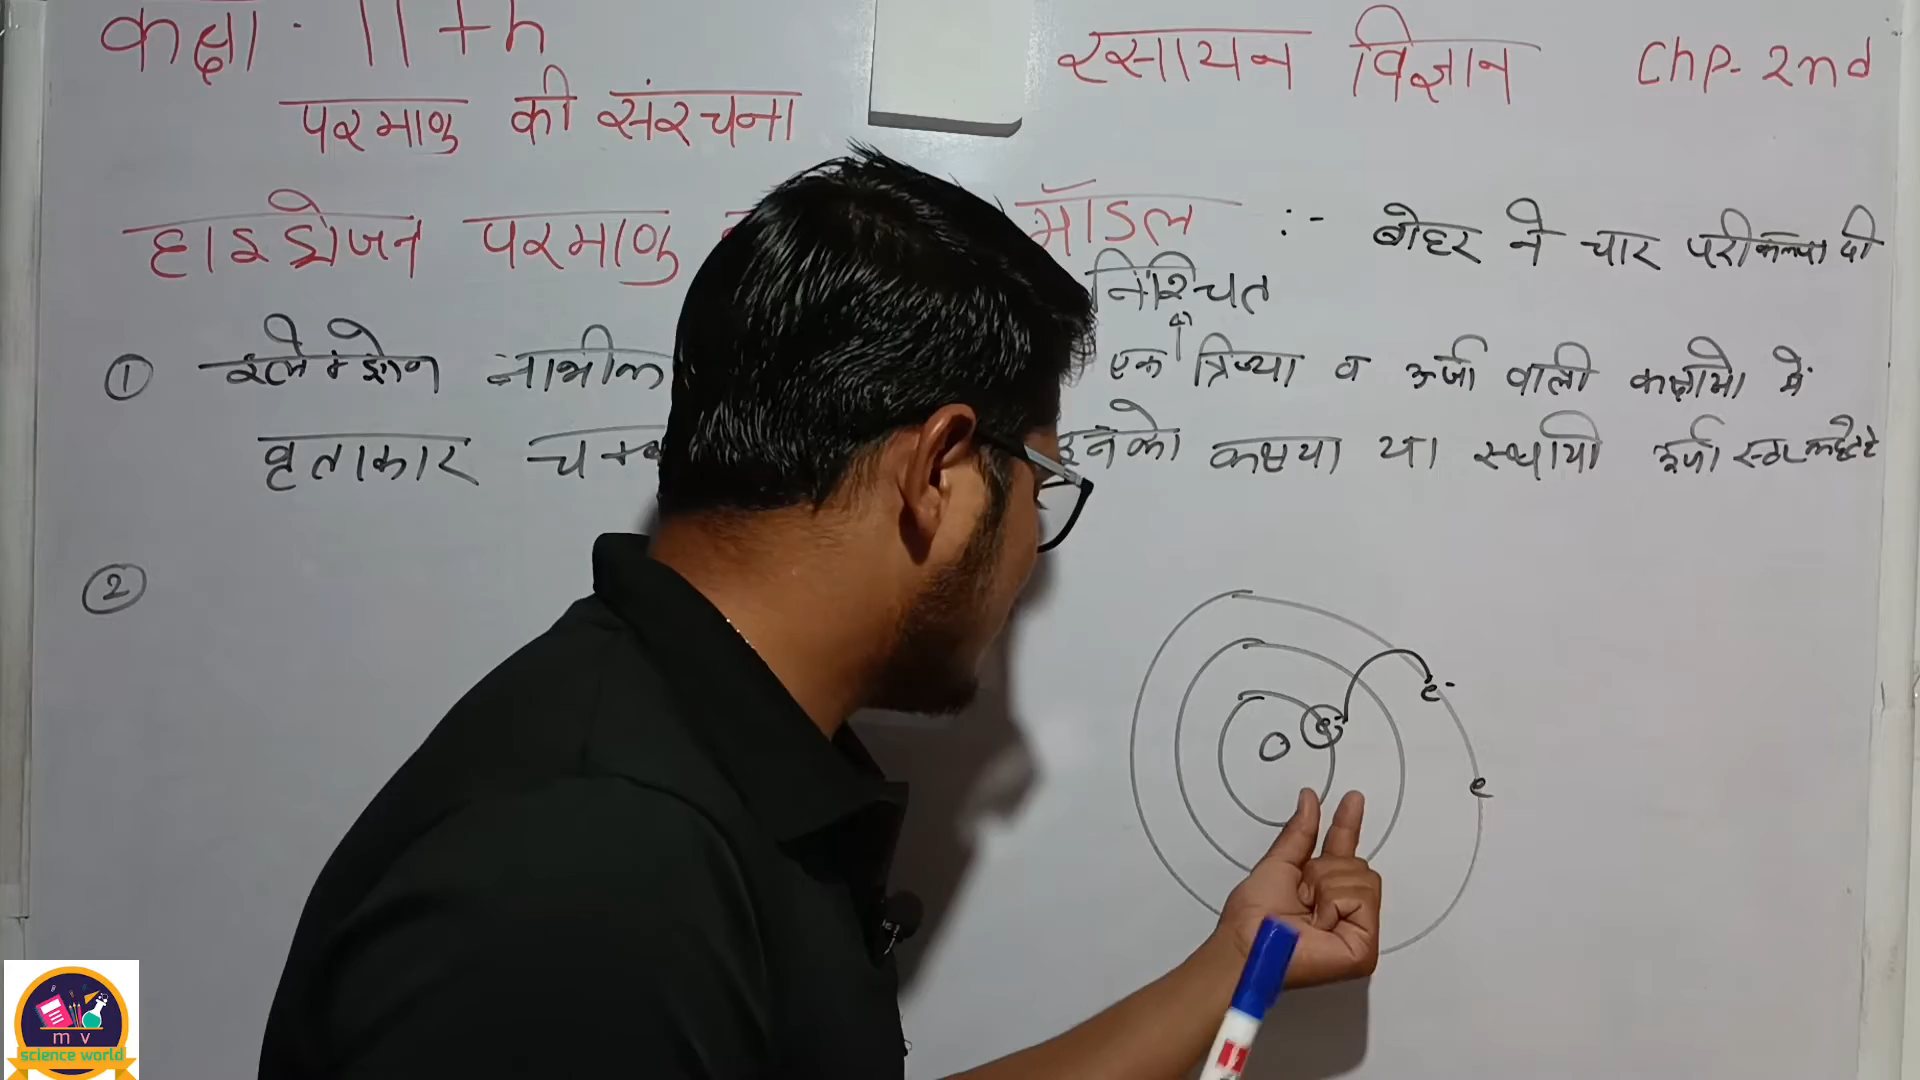 कक्षा - 11th
रसायन विज्ञान Chp- 2nd
परमाणु की संरचना
हाइड्रोजन परमाणु मॉडल :- बोहर ने चार परीकल्पना दी
निश्चित
① इलेक्ट्रोन नाभीक एक त्रिज्या व ऊर्जा वाली कक्षाओ में
वृताकार इनको कक्षया या स्थायी ऊर्जा स्तर कहते है
②
e-
e-
e
m v
science world